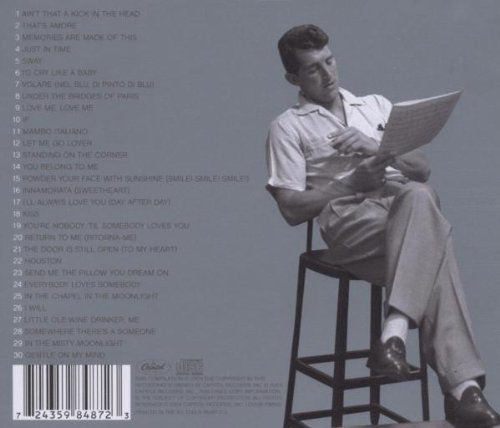 1 AIN'T THAT A KICK IN THE HEAD
2 THAT'S AMORE
3 MEMORIES ARE MADE OF THIS
4 JUST IN TIME
5 SWAY
6 I'D CRY LIKE A BABY
7 VOLARE (NEL BLU, DI PINTO DI BLU)
8 UNDER THE BRIDGES OF PARIS
9 LOVE ME, LOVE ME
10 IF
11 MAMBO ITALIANO
12 LET ME GO LOVER
13 STANDING ON THE CORNER
14 YOU BELONG TO ME
15 POWDER YOUR FACE WITH SUNSHINE (SMILE! SMILE! SMILE!)
16 INNAMORATA (SWEETHEART)
17 I'LL ALWAYS LOVE YOU (DAY AFTER DAY)
18 KISS
19 YOU'RE NOBODY 'TIL SOMEBODY LOVES YOU
20 RETURN TO ME (RITORNA-ME)
21 THE DOOR IS STILL OPEN (TO MY HEART)
22 HOUSTON
23 SEND ME THE PILLOW YOU DREAM ON
24 EVERYBODY LOVES SOMEBODY
25 IN THE CHAPEL IN THE MOONLIGHT
26 I WILL
27 LITTLE OLE WINE DRINKER, ME
28 SOMEWHERE THERE'S A SOMEONE
29 IN THE MISTY MOONLIGHT
30 GENTLE ON MY MIND
Capitol
7 24359 84872 3